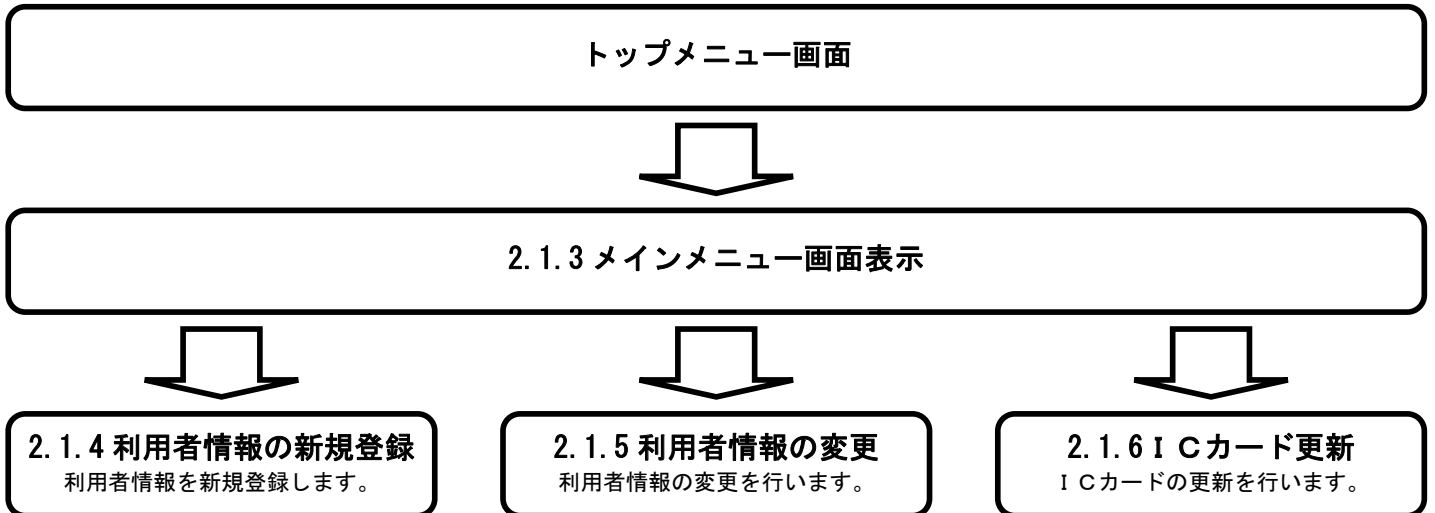 トップメニュー画面
2.1.3メインメニュー画面表示
2.1.4利用者情報の新規登録
利用者情報を新規登録します。
2.1.5利用者情報の変更
利用者情報の変更を行います。
2.1.6ＩＣカード更新
ＩＣカードの更新を行います。